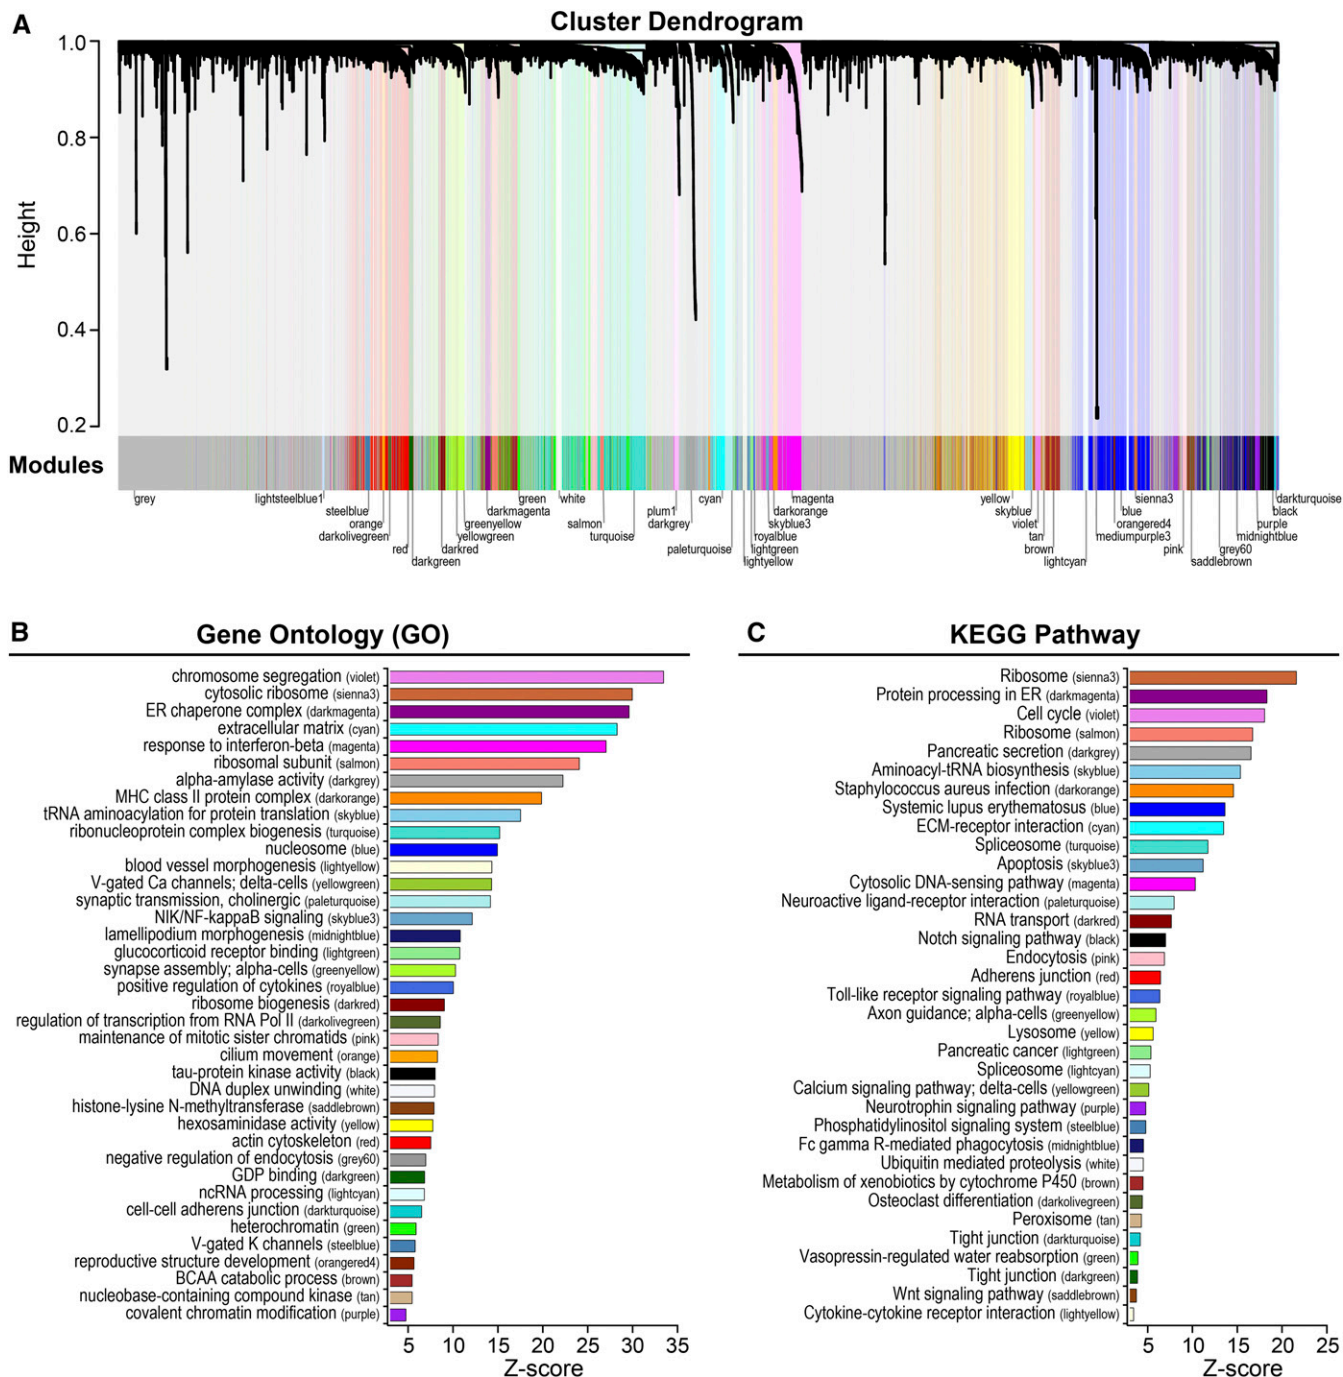 A
Cluster Dendrogram
1.0
0.8
0.6
0.4
0.2
Height
Modules
grey
lightsteelblue1
steelblue
orange
darkolivegreen
red
darkgreen
darkred
yellowgreen
greenyellow
darkmagenta
green
white
salmon
turquoise
plum1
darkgrey
cyan
paleturquoise
lightyellow
lightgreen
royalblue
skyblue3
darkorange
magenta
yellow
skyblue
violet
tan
brown
lightcyan
mediumpurple3
orangered4
blue
sienna3
pink
saddlebrown
grey60
midnightblue
purple
black
darkturquoise
B
Gene Ontology (GO)
chromosome segregation (violet)
cytosolic ribosome (sienna3)
ER chaperone complex (darkmagenta)
extracellular matrix (cyan)
response to interferon-beta (magenta)
ribosomal subunit (salmon)
alpha-amylase activity (darkgrey)
MHC class II protein complex (darkorange)
tRNA aminoacylation for protein translation (skyblue)
ribonucleoprotein complex biogenesis (turquoise)
nucleosome (blue)
blood vessel morphogenesis (lightyellow)
V-gated Ca channels; delta-cells (yellowgreen)
synaptic transmission, cholinergic (paleturquoise)
NIK/NF-kappaB signaling (skyblue3)
lamellipodium morphogenesis (midnightblue)
glucocorticoid receptor binding (lightgreen)
synapse assembly; alpha-cells (greenyellow)
positive regulation of cytokines (royalblue)
ribosome biogenesis (darkred)
regulation of transcription from RNA Pol II (darkolivegreen)
maintenance of mitotic sister chromatids (pink)
cilium movement (orange)
tau-protein kinase activity (black)
DNA duplex unwinding (white)
histone-lysine N-methyltransferase (saddlebrown)
hexosaminidase activity (yellow)
actin cytoskeleton (red)
negative regulation of endocytosis (grey60)
GDP binding (darkgreen)
ncRNA processing (lightcyan)
cell-cell adherens junction (darkturquoise)
heterochromatin (green)
V-gated K channels (steelblue)
reproductive structure development (orangered4)
BCAA catabolic process (brown)
nucleobase-containing compound kinase (tan)
covalent chromatin modification (purple)
5 10 15 20 25 30 35
Z-score
C
KEGG Pathway
Ribosome (sienna3)
Protein processing in ER (darkmagenta)
Cell cycle (violet)
Ribosome (salmon)
Pancreatic secretion (darkgrey)
Aminoacyl-tRNA biosynthesis (skyblue)
Staphylococcus aureus infection (darkorange)
Systemic lupus erythematosus (blue)
ECM-receptor interaction (cyan)
Spliceosome (turquoise)
Apoptosis (skyblue3)
Cytosolic DNA-sensing pathway (magenta)
Neuroactive ligand-receptor interaction (paleturquoise)
RNA transport (darkred)
Notch signaling pathway (black)
Endocytosis (pink)
Adherens junction (red)
Toll-like receptor signaling pathway (royalblue)
Axon guidance; alpha-cells (greenyellow)
Lysosome (yellow)
Pancreatic cancer (lightgreen)
Spliceosome (lightcyan)
Calcium signaling pathway; delta-cells (yellowgreen)
Neurotrophin signaling pathway (purple)
Phosphatidylinositol signaling system (steelblue)
Fc gamma R-mediated phagocytosis (midnightblue)
Ubiquitin mediated proteolysis (white)
Metabolism of xenobiotics by cytochrome P450 (brown)
Osteoclast differentiation (darkolivegreen)
Peroxisome (tan)
Tight junction (darkturquoise)
Vasopressin-regulated water reabsorption (green)
Tight junction (darkgreen)
Wnt signaling pathway (saddlebrown)
Cytokine-cytokine receptor interaction (lightyellow)
5 10 15 20 25
Z-score